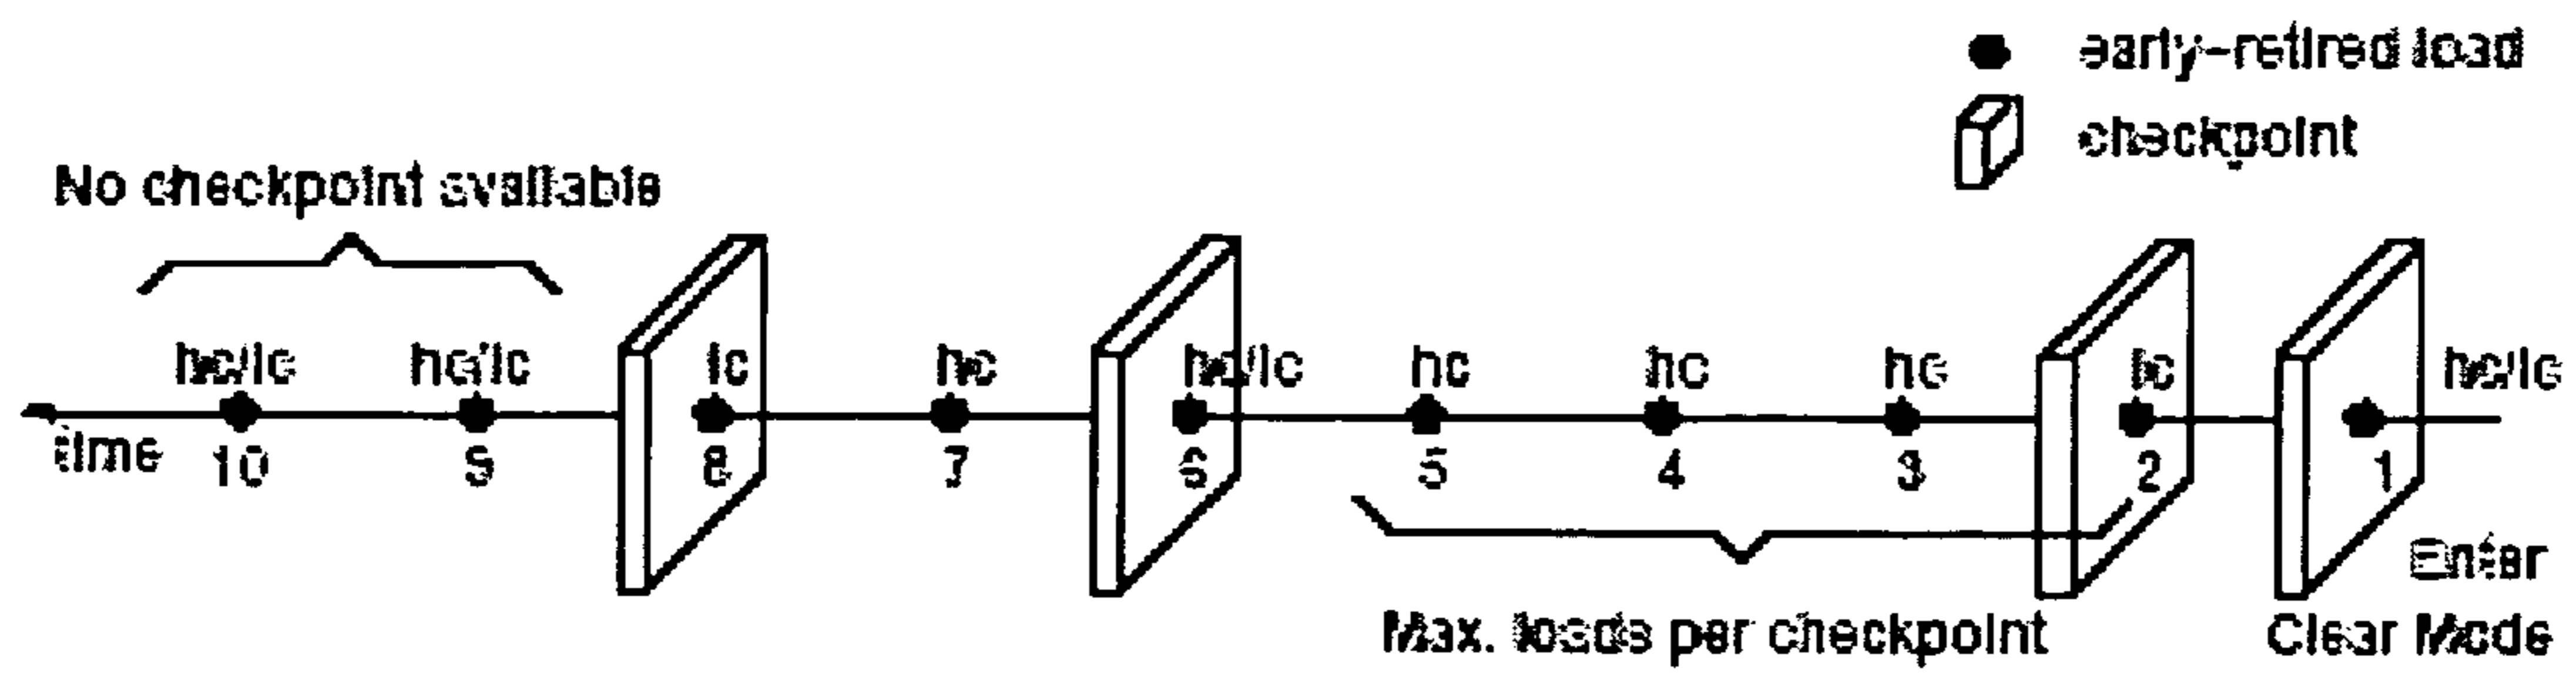 early-retired load
checkpoint
No checkpoint available
hc/lc hc/lc lc hc hc/lc hc hc hc lc hc/lc
time 10 9 8 7 6 5 4 3 2 1
Enter
Max. loads per checkpoint Clear Mode